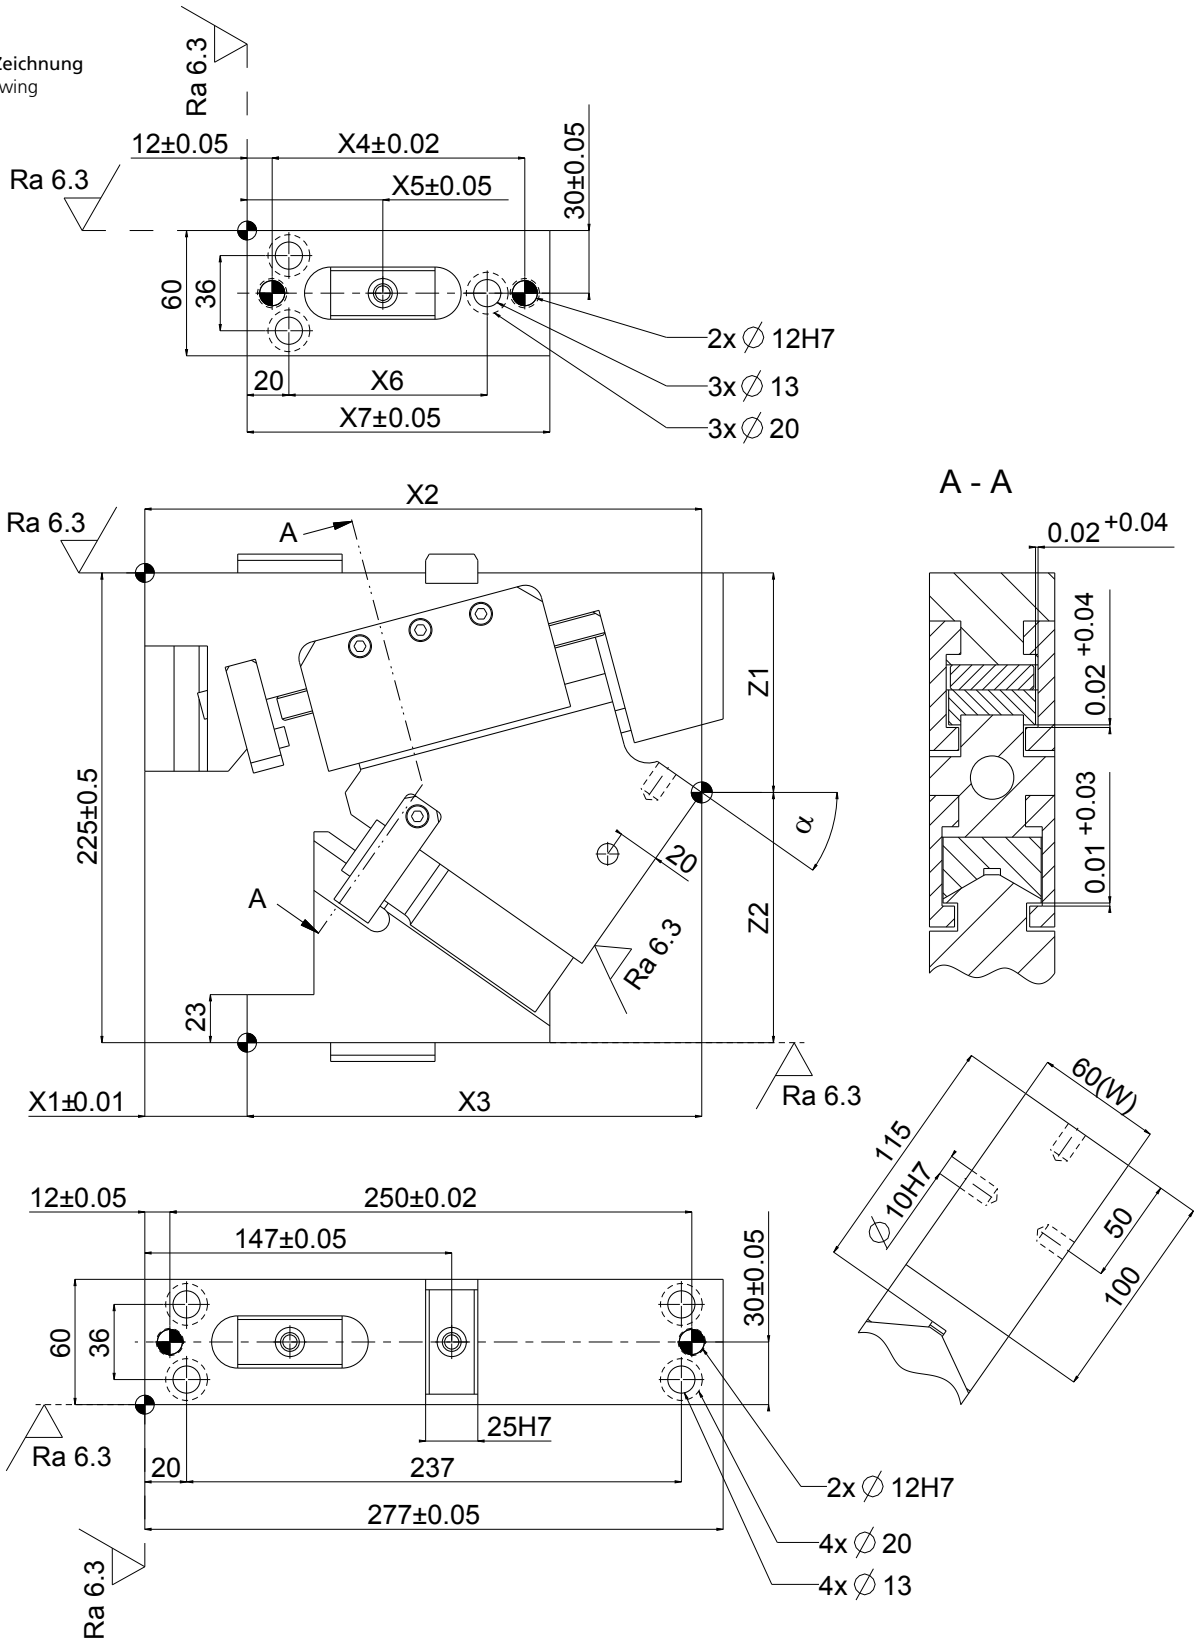 Zeichnung
wing
Ra 6.3
12±0.05
X4±0.02
Ra 6.3
X5±0.05
30±0.05
60
36
20
X6
X7±0.05
2x ∅ 12H7
3x ∅ 13
3x ∅ 20
A - A
X2
Ra 6.3
A
0.02 +0.04
0.02 +0.04
Z1
225±0.5
α
20
0.01 +0.03
A
Z2
Ra 6.3
23
X1±0.01
X3
Ra 6.3
60(W)
115
∅ 10H7
50
100
12±0.05
250±0.02
147±0.05
30±0.05
60
36
Ra 6.3
25H7
20
237
277±0.05
2x ∅ 12H7
4x ∅ 20
4x ∅ 13
Ra 6.3